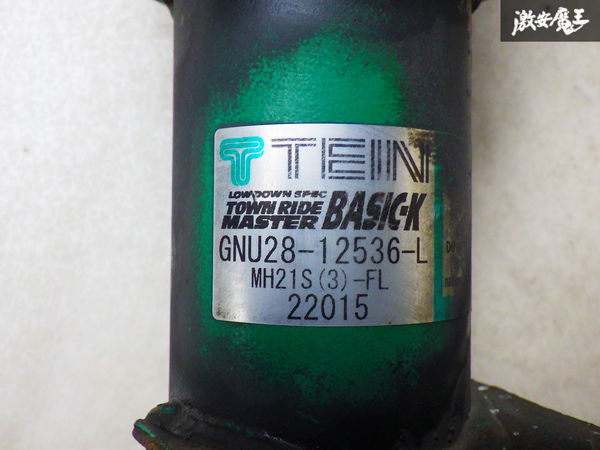 激安魔王
TEIN
LOWDOWN SPEC
TOWN RIDE
MASTER BASIC-K
GNU28-12536-L
MH21S(3)-FL
22015